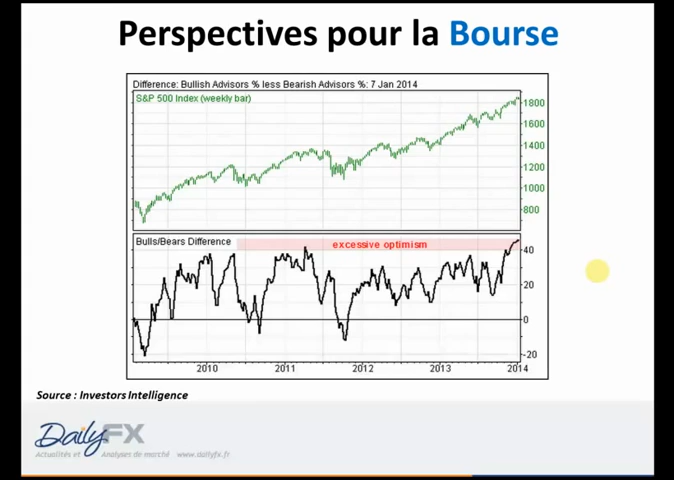 Perspectives pour la Bourse
Difference: Bullish Advisors % less Bearish Advisors %: 7 Jan 2014
S&P 500 Index (weekly bar)
1800
1600
1400
1200
1000
800
Bulls/Bears Difference
excessive optimism
40
20
0
-20
2010 2011 2012 2013 2014
Source : Investors Intelligence
DailyFX
Actualités et Analyses de marché www.dailyfx.fr